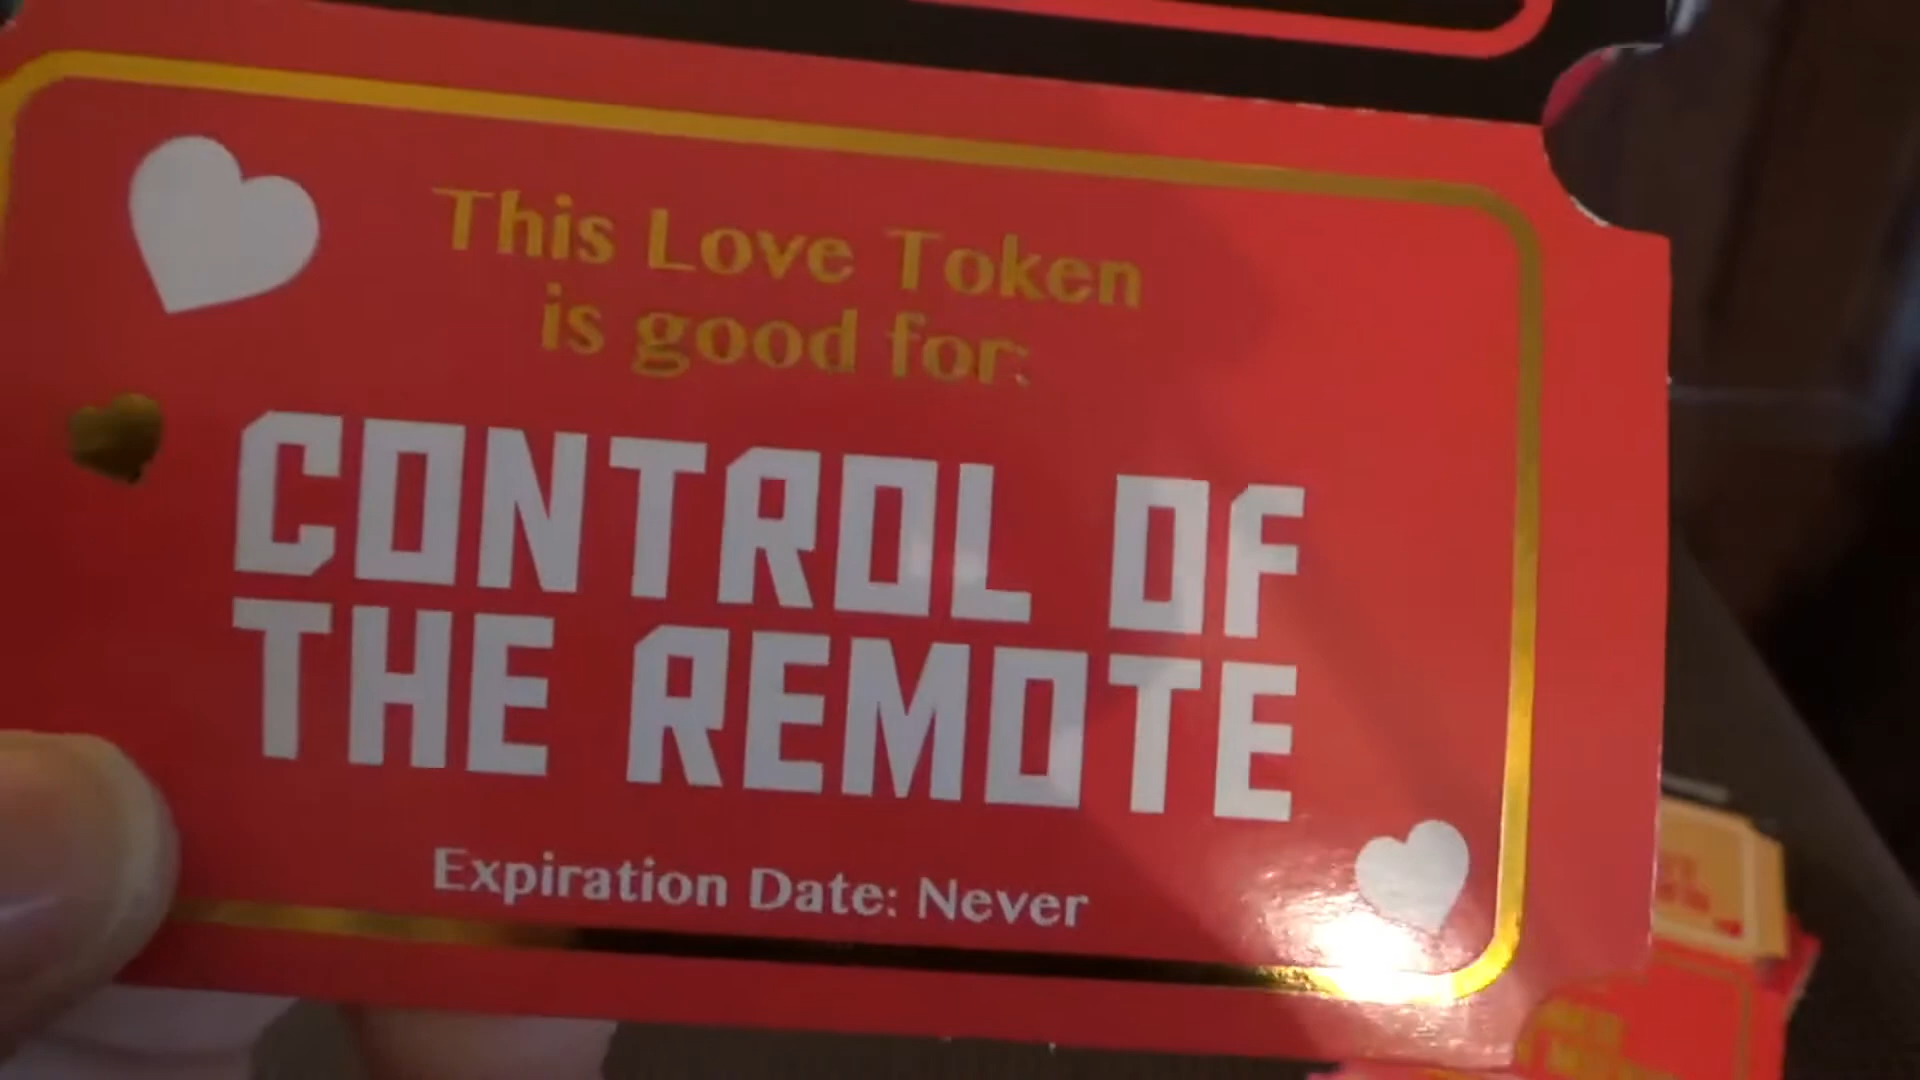 This Love Token
is good for:
CONTROL OF
THE REMOTE
Expiration Date: Never